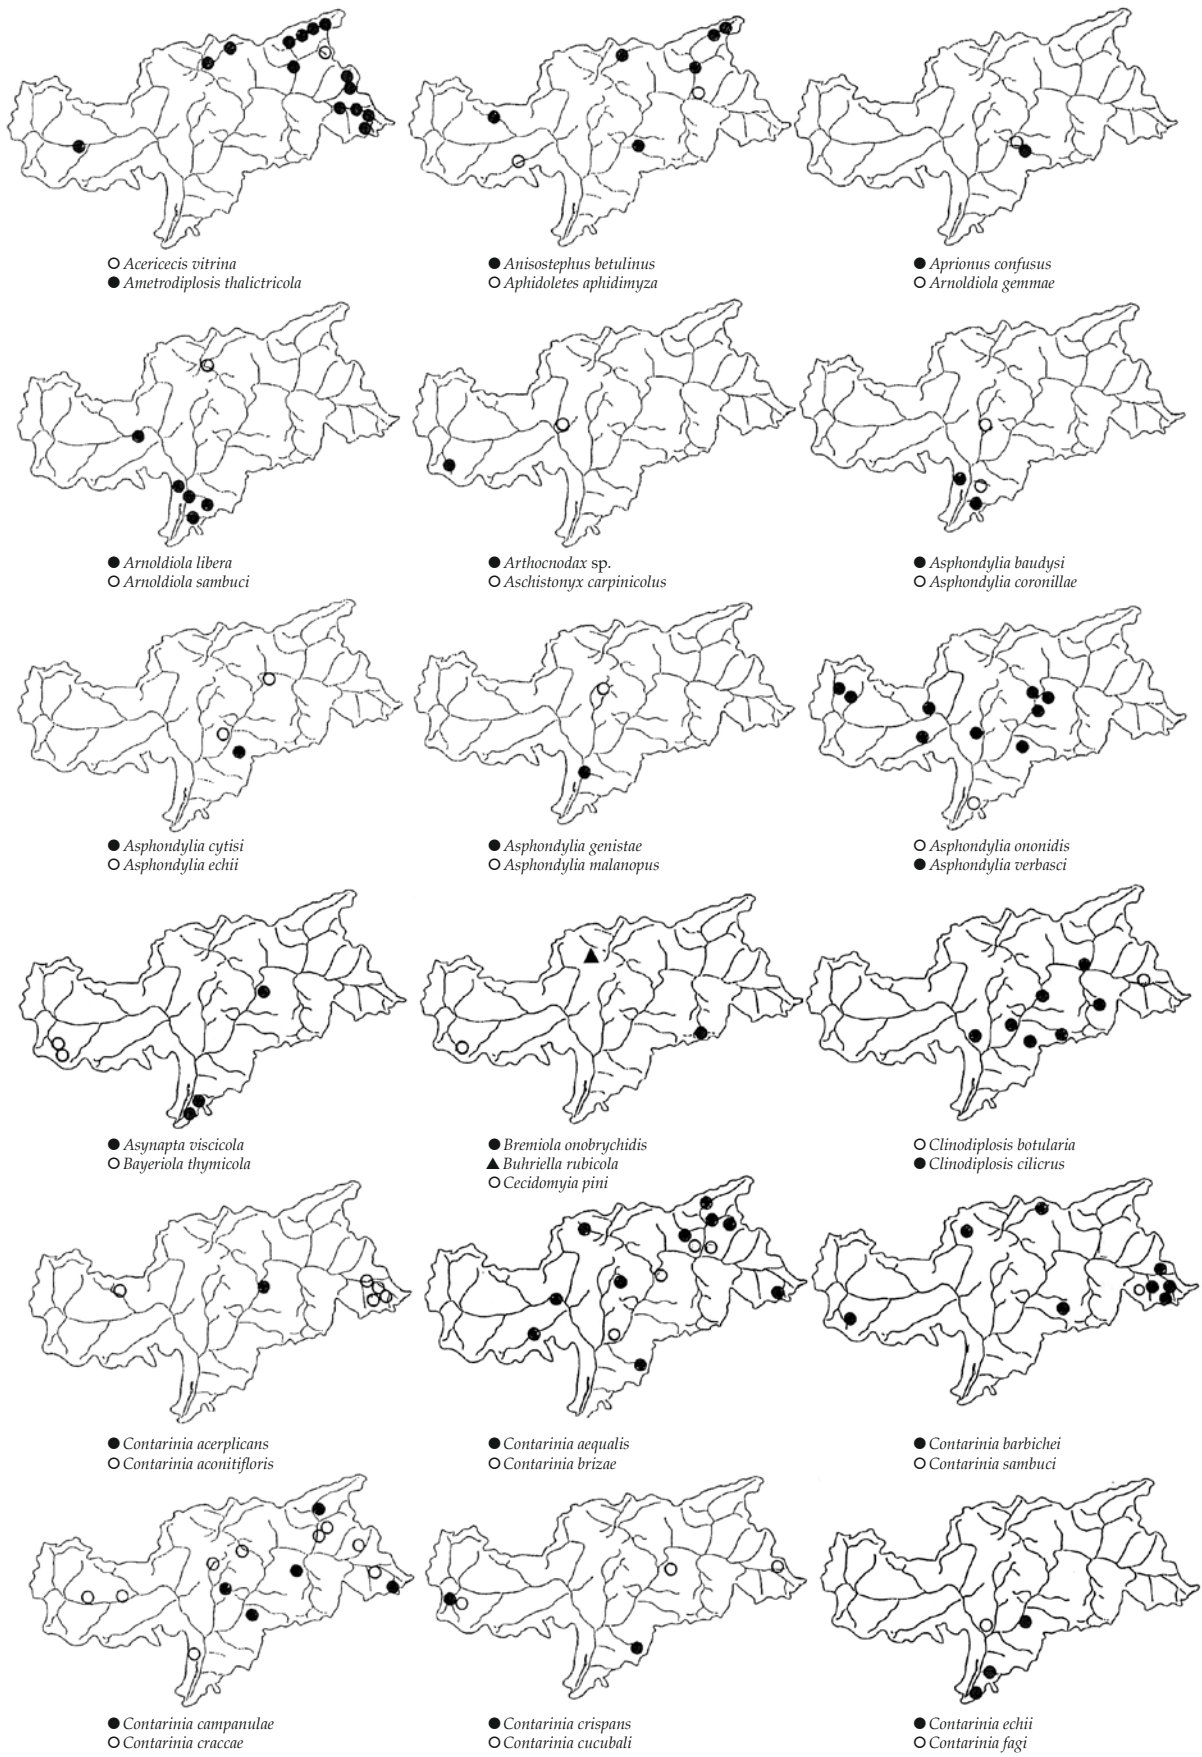 ○ Acericecis vitrina
● Ametrodiplosis thalictricola
● Anisostephus betulinus
○ Aphidoletes aphidimyza
● Aprionus confusus
○ Arnoldiola gemmae
● Arnoldiola libera
○ Arnoldiola sambuci
● Arthocnodax sp.
○ Aschistonyx carpinicolus
● Asphondylia baudysi
○ Asphondylia coronillae
● Asphondylia cytisi
○ Asphondylia echii
● Asphondylia genistae
○ Asphondylia malanopus
○ Asphondylia ononidis
● Asphondylia verbasci
● Asynapta viscicola
○ Bayeriola thymicola
● Bremiola onobrychidis
▲ Buhriella rubicola
○ Cecidomyia pini
○ Clinodiplosis botularia
● Clinodiplosis cilicrus
● Contarinia acerplicans
○ Contarinia aconitifloris
● Contarinia aequalis
○ Contarinia brizae
● Contarinia barbichei
○ Contarinia sambuci
● Contarinia campanulae
○ Contarinia craccae
● Contarinia crispans
○ Contarinia cucubali
● Contarinia echii
○ Contarinia fagi